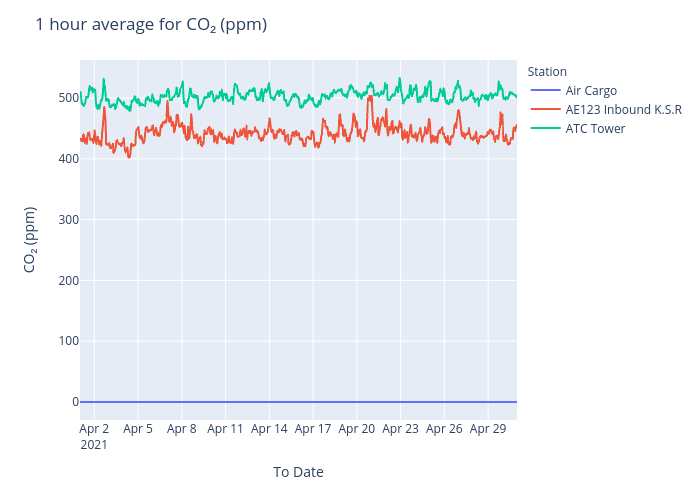 1 hour average for CO₂ (ppm)
Station
Air Cargo
AE123 Inbound K.S.R
ATC Tower
CO₂ (ppm)
500
400
300
200
100
0
Apr 2 Apr 5 Apr 8 Apr 11 Apr 14 Apr 17 Apr 20 Apr 23 Apr 26 Apr 29
2021
To Date